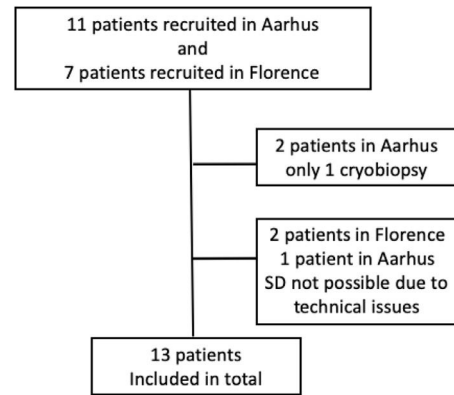 11 patients recruited in Aarhus
and
7 patients recruited in Florence
2 patients in Aarhus
only 1 cryobiopsy
2 patients in Florence
1 patient in Aarhus
SD not possible due to
technical issues
13 patients
Included in total